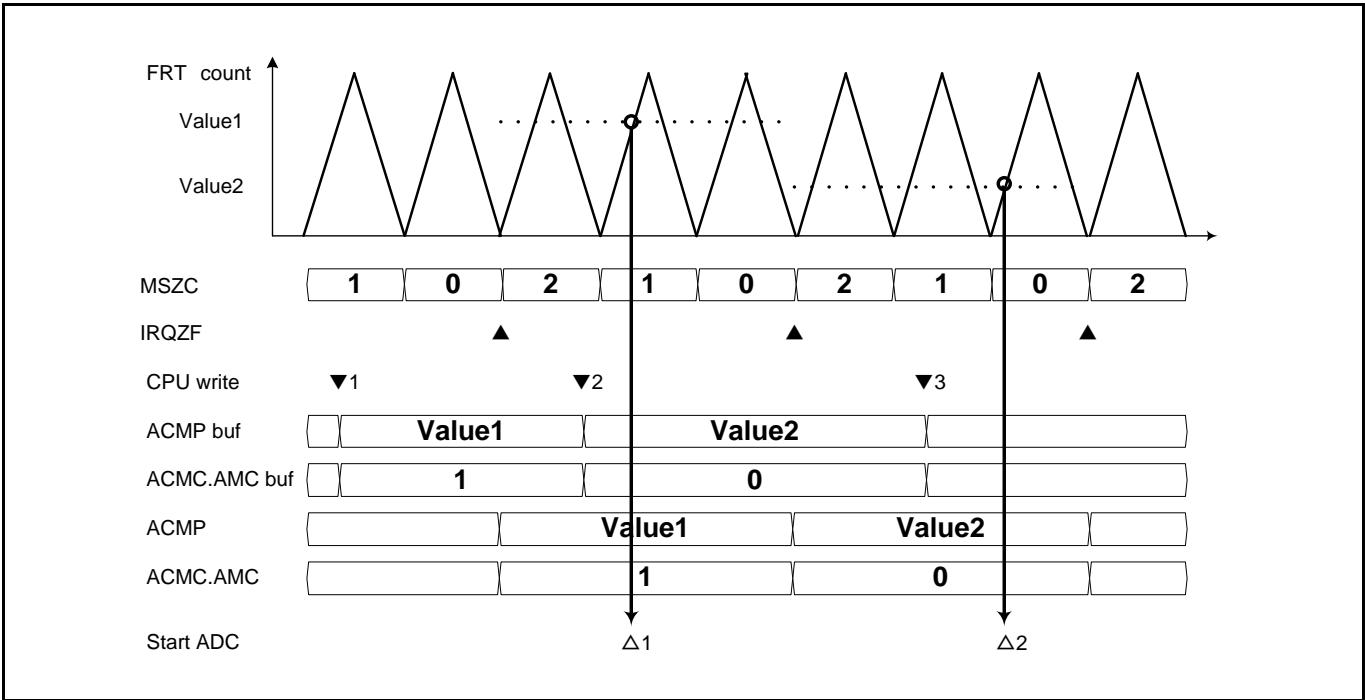 FRT count
Value1
Value2
MSZC 1 0 2 1 0 2 1 0 2
IRQZF ▲ ▲ ▲
CPU write ▼1 ▼2 ▼3
ACMP buf Value1 Value2
ACMC.AMC buf 1 0
ACMP Value1 Value2
ACMC.AMC 1 0
Start ADC △1 △2